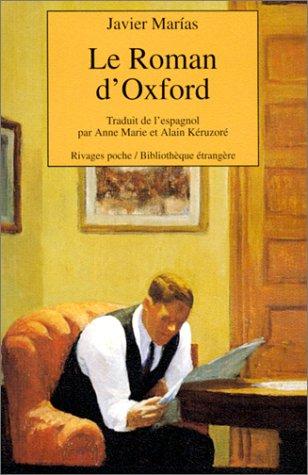 Javier Marías
Le Roman
d'Oxford
Traduit de l'espagnol
par Anne Marie et Alain Kéruzoré
Rivages poche / Bibliothèque étrangère